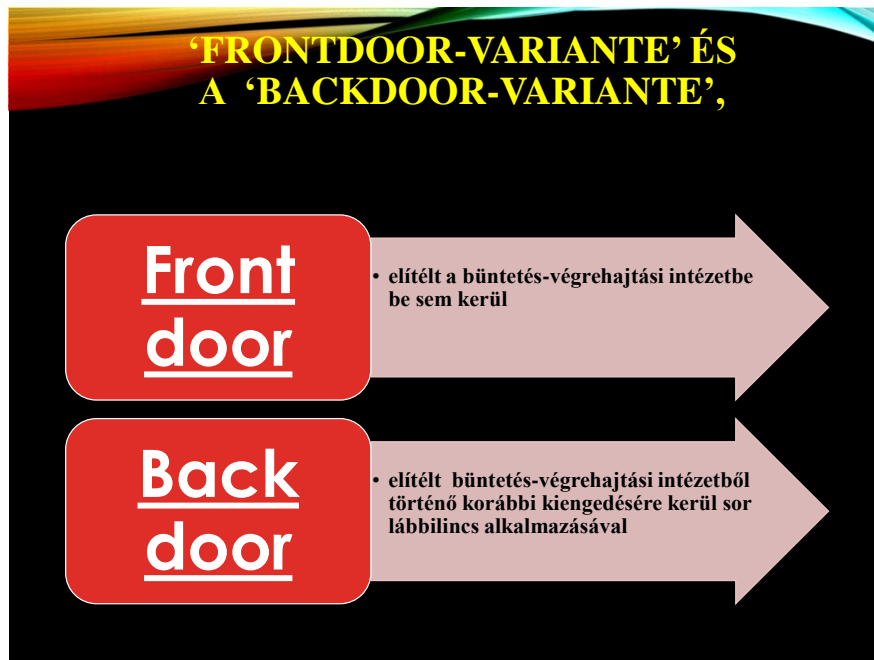 ‘FRONTDOOR-VARIANTE’ ÉS
A ‘BACKDOOR-VARIANTE’,
Front
door
• elítélt a büntetés-végrehajtási intézetbe
be sem kerül
Back
door
• elítélt büntetés-végrehajtási intézetből
történő korábbi kiengedésére kerül sor
lábbilincs alkalmazásával